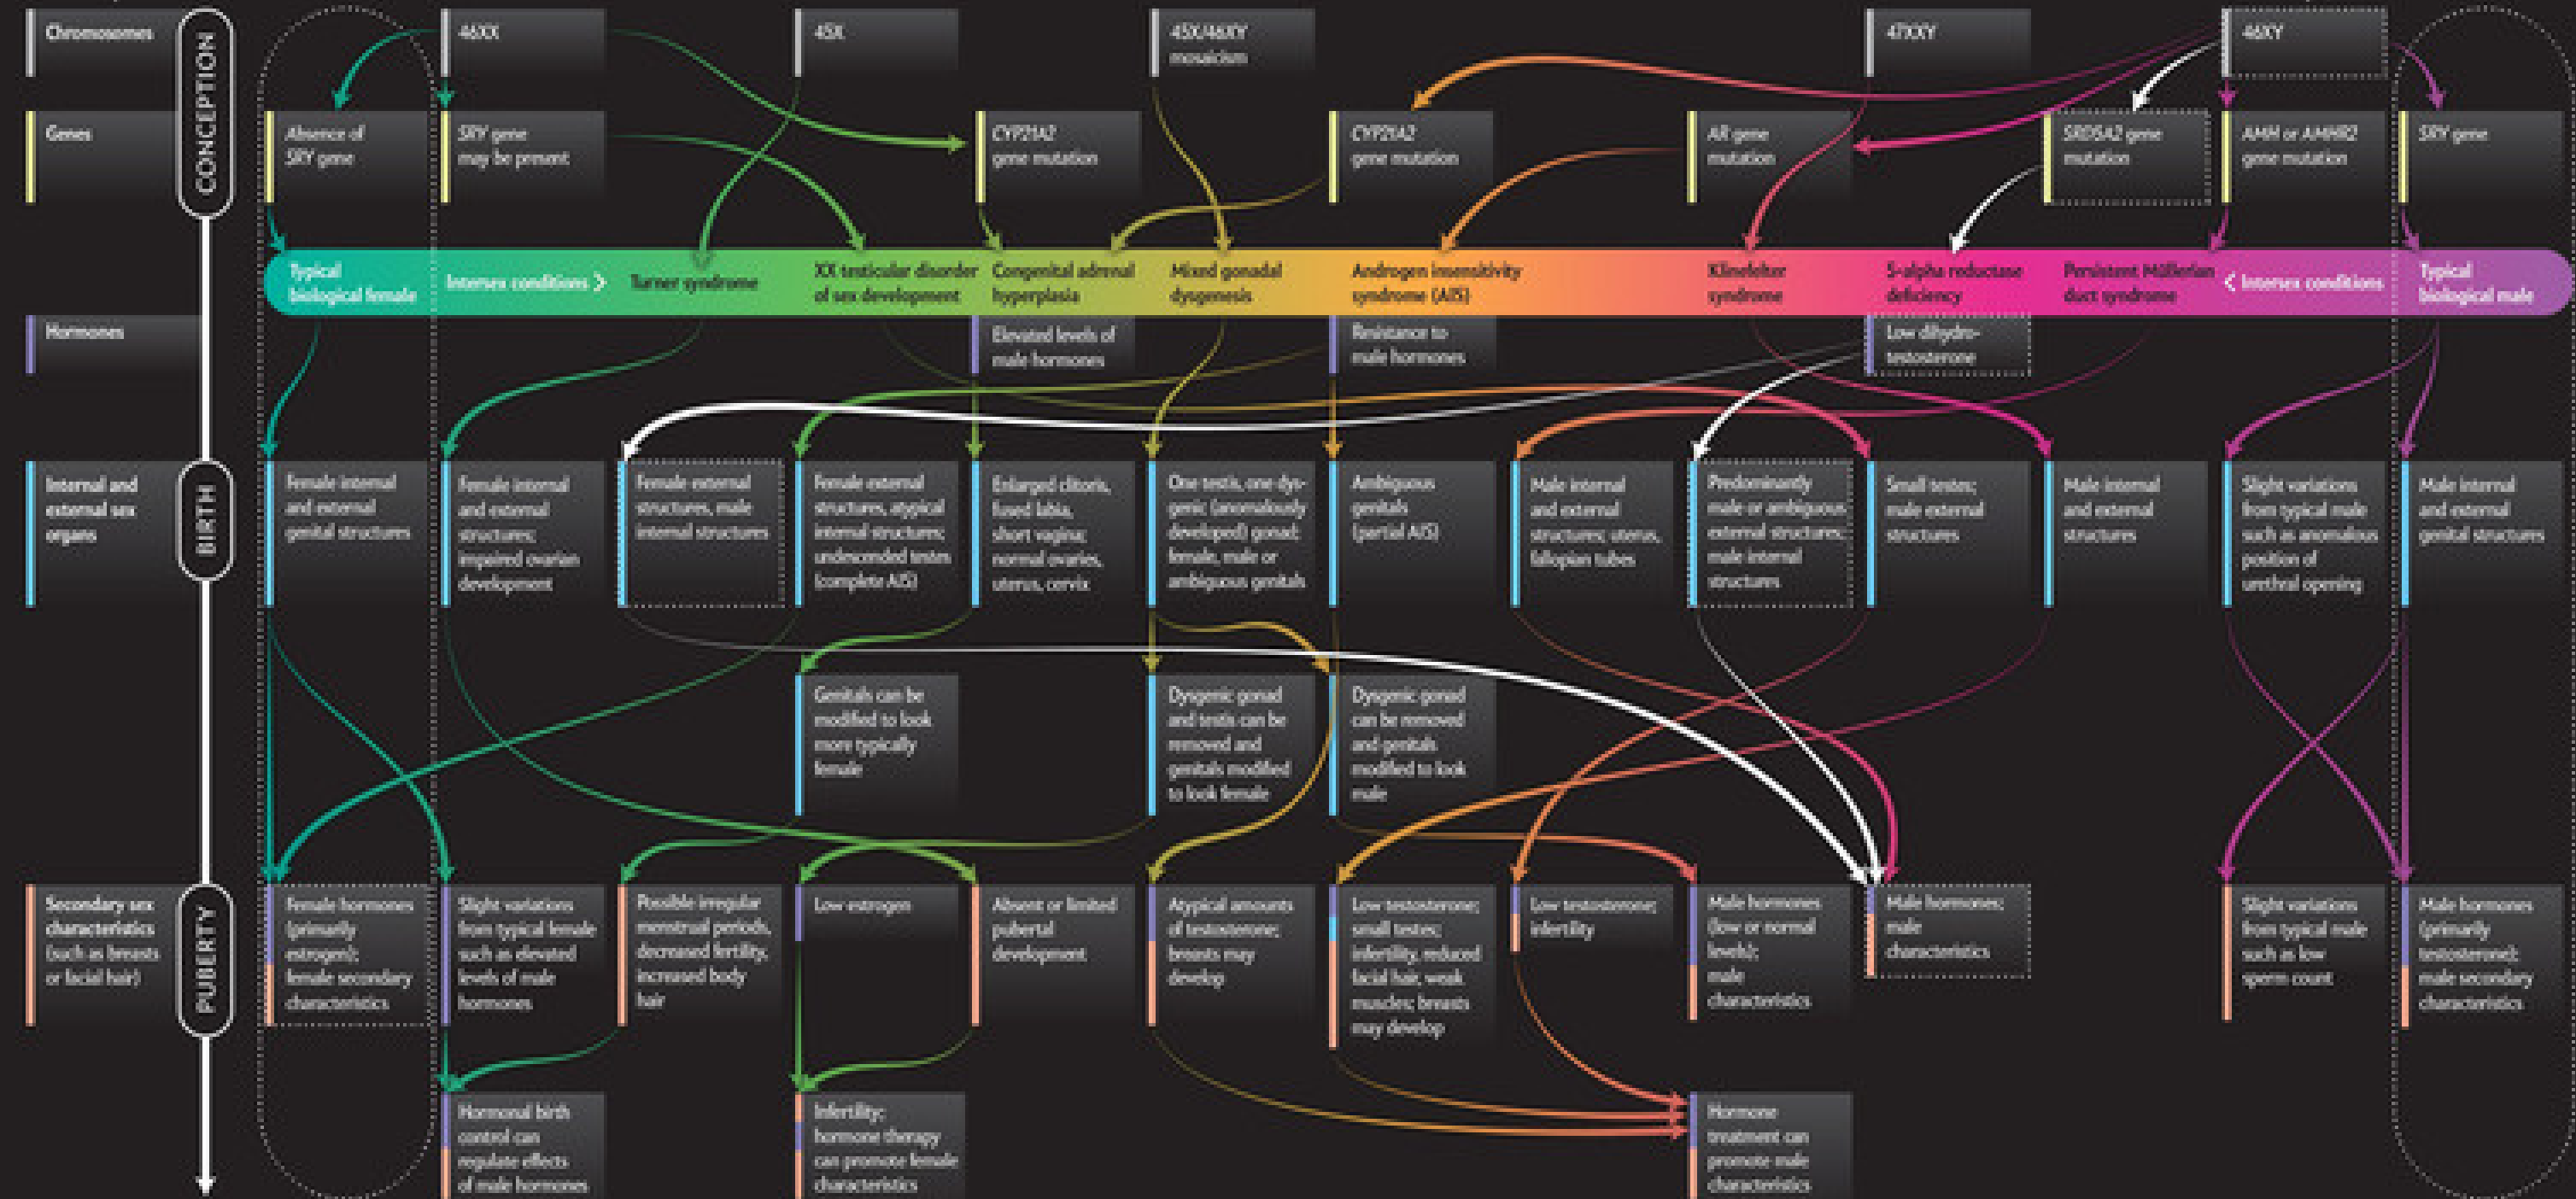 Chromosomes
CONCEPTION
46XX
45X
45X/46XY
mosaicism
47XXY
46XY
Genes
Absence of
SRY gene
SRY gene
may be present
CYP21A2
gene mutation
CYP21A2
gene mutation
AR gene
mutation
SRD5A2 gene
mutation
AMH or AMHR2
gene mutation
SRY gene
Typical
biological female
Intersex conditions >
Turner syndrome
XX testicular disorder
of sex development
Congenital adrenal
hyperplasia
Mixed gonadal
dysgenesis
Androgen insensitivity
syndrome (AIS)
Klinefelter
syndrome
5-alpha reductase
deficiency
Persistent Müllerian
duct syndrome
< Intersex conditions
Typical
biological male
Hormones
Elevated levels of
male hormones
Resistance to
male hormones
Low dihydro-
testosterone
Internal and
external sex
organs
BIRTH
Female internal
and external
genital structures
Female internal
and external
structures;
impaired ovarian
development
Female external
structures, male
internal structures
Female external
structures, atypical
internal structures;
undescended testes
(complete AIS)
Enlarged clitoris,
fused labia,
short vagina;
normal ovaries,
uterus, cervix
One testis, one dys-
genic (anomalously
developed) gonad;
female, male or
ambiguous genitals
Ambiguous
genitals
(partial AIS)
Male internal
and external
structures; uterus,
fallopian tubes
Predominantly
male or ambiguous
external structures;
male internal
structures
Small testes;
male external
structures
Male internal
and external
structures
Slight variations
from typical male
such as anomalous
position of
urethral opening
Male internal
and external
genital structures
Genitals can be
modified to look
more typically
female
Dysgenic gonad
and testis can be
removed and
genitals modified
to look female
Dysgenic gonad
can be removed
and genitals
modified to look
male
Secondary sex
characteristics
(such as breasts
or facial hair)
PUBERTY
Female hormones
(primarily
estrogen);
female secondary
characteristics
Slight variations
from typical female
such as elevated
levels of male
hormones
Possible irregular
menstrual periods,
decreased fertility,
increased body
hair
Low estrogen
Absent or limited
pubertal
development
Atypical amounts
of testosterone;
breasts may
develop
Low testosterone;
small testes;
infertility, reduced
facial hair, weak
muscles; breasts
may develop
Low testosterone;
infertility
Male hormones
(low or normal
levels);
male
characteristics
Male hormones;
male
characteristics
Slight variations
from typical male
such as low
sperm count
Male hormones
(primarily
testosterone);
male secondary
characteristics
Hormonal birth
control can
regulate effects
of male hormones
Infertility;
hormone therapy
can promote female
characteristics
Hormone
treatment can
promote male
characteristics